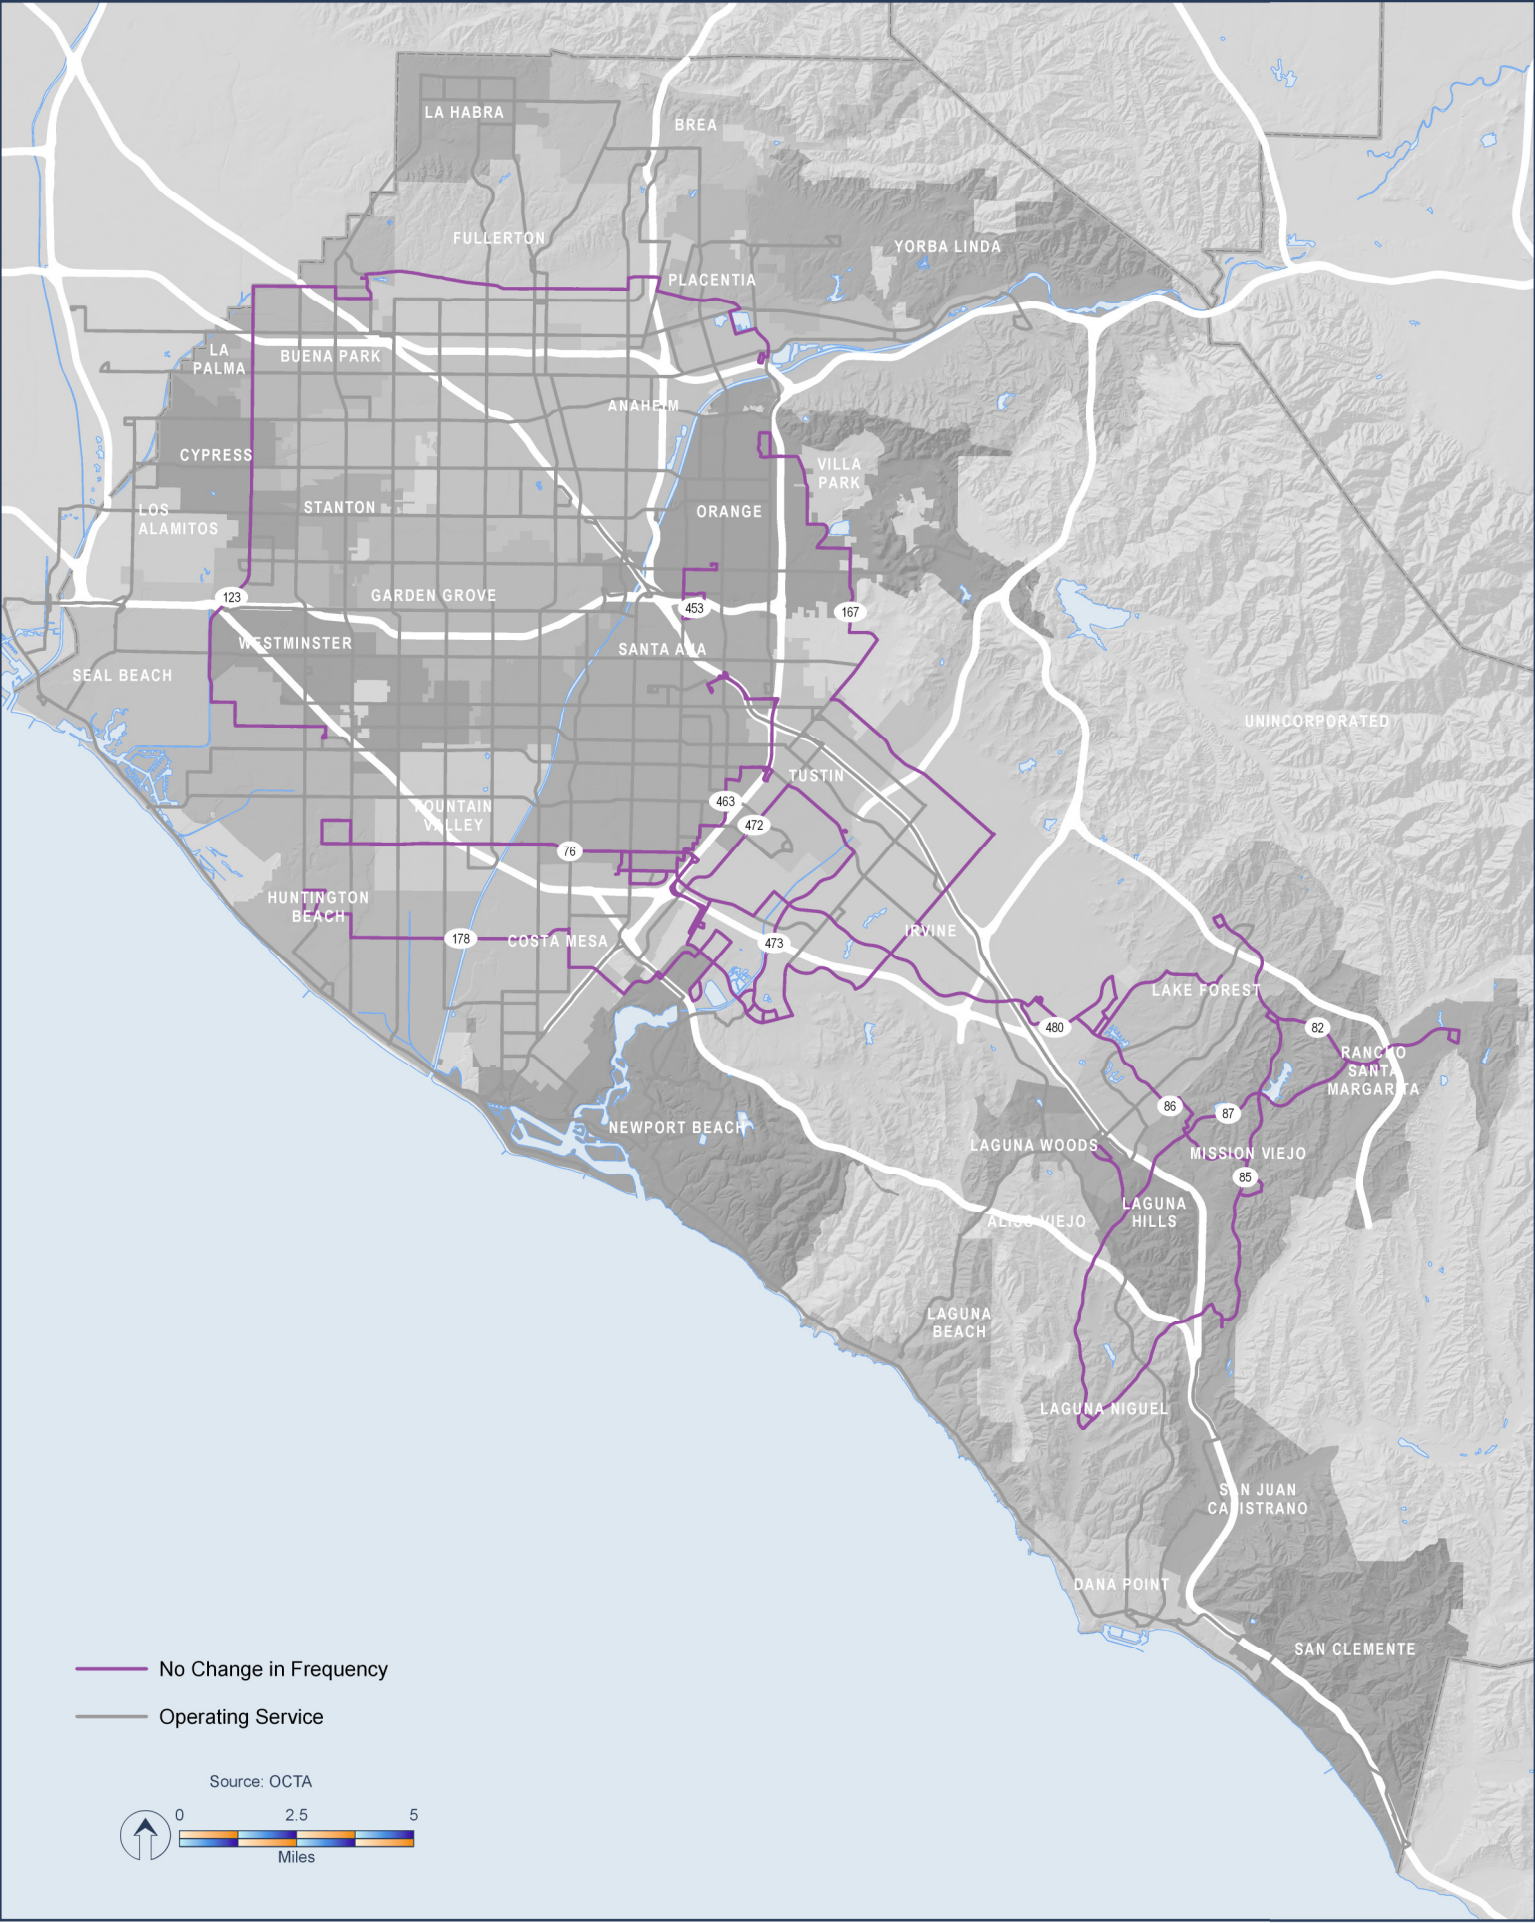 LA HABRA
BREA
FULLERTON
YORBA LINDA
PLACENTIA
LA
PALMA
BUENA PARK
ANAHEIM
CYPRESS
VILLA
PARK
STANTON
LOS
ALAMITOS
ORANGE
123
GARDEN GROVE
453
167
WESTMINSTER
SANTA ANA
SEAL BEACH
UNINCORPORATED
TUSTIN
463
FOUNTAIN
VALLEY
472
76
HUNTINGTON
BEACH
178
COSTA MESA
473
IRVINE
LAKE FOREST
480
82
RANCHO
SANTA
MARGARITA
86
87
NEWPORT BEACH
LAGUNA WOODS
MISSION VIEJO
85
LAGUNA
HILLS
ALISO VIEJO
LAGUNA
BEACH
LAGUNA NIGUEL
SAN JUAN
CAPISTRANO
DANA POINT
SAN CLEMENTE
No Change in Frequency
Operating Service
Source: OCTA
0 2.5 5
Miles